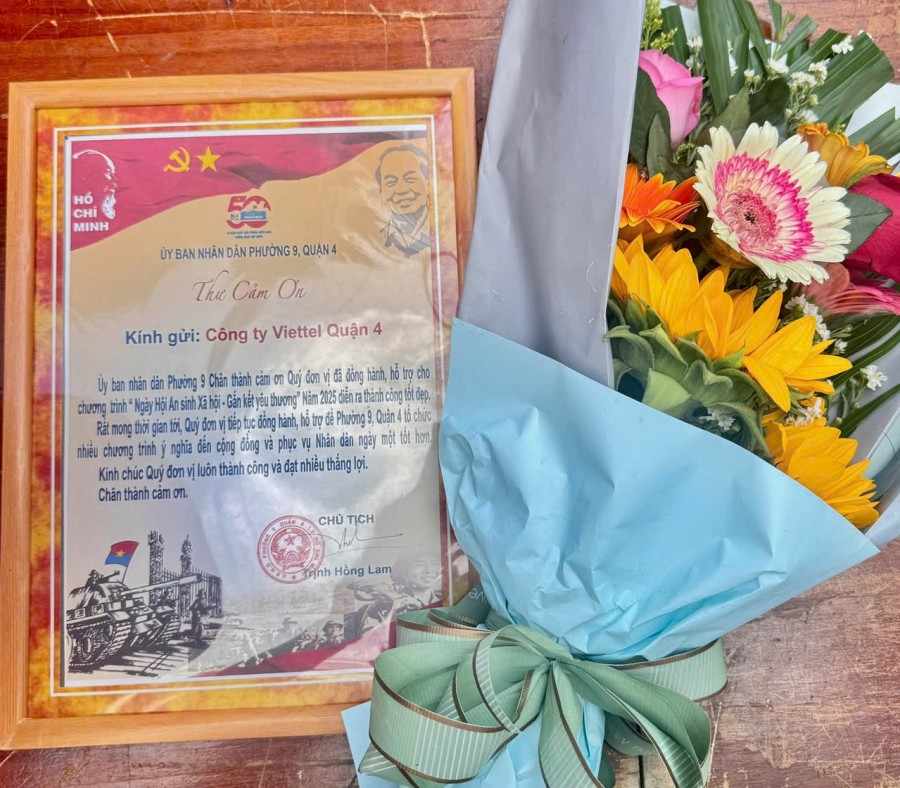 HỒ
CHÍ
MINH
50
ỦY BAN NHÂN DÂN PHƯỜNG 9, QUẬN 4
Thư Cảm Ơn
Kính gửi: Công ty Viettel Quận 4
Ủy ban nhân dân Phường 9 Chân thành cảm ơn Quý đơn vị đã đồng hành, hỗ trợ cho
chương trình “ Ngày Hội An sinh Xã hội - Gắn kết yêu thương” Năm 2025 diễn ra thành công tốt đẹp.
Rất mong thời gian tới, Quý đơn vị tiếp tục đồng hành, hỗ trợ để Phường 9, Quận 4 tổ chức
nhiều chương trình ý nghĩa đến cộng đồng và phục vụ Nhân dân ngày một tốt hơn.
Kính chúc Quý đơn vị luôn thành công và đạt nhiều thắng lợi.
Chân thành cảm ơn.
CHỦ TỊCH
Trịnh Hồng Lam